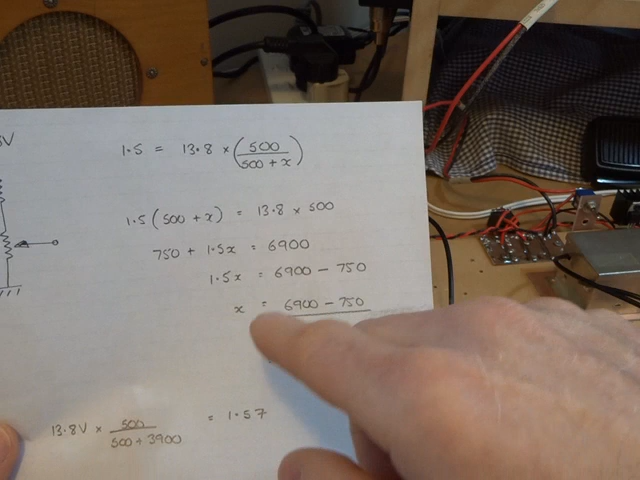 1.5 = 13.8 × (500 / 500 + x)
1.5 (500 + x) = 13.8 × 500
750 + 1.5x = 6900
1.5x = 6900 - 750
x = 6900 - 750
13.8V × 500 / 500 + 3900 = 1.57